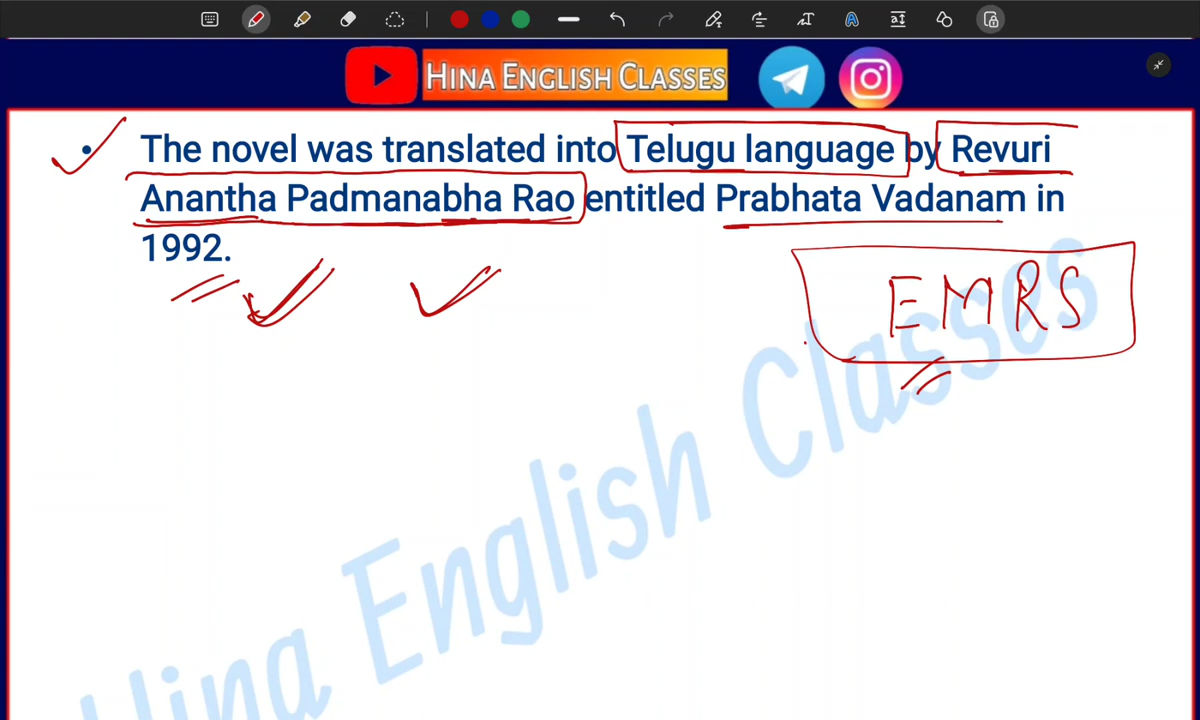 HINA ENGLISH CLASSES
• The novel was translated into Telugu language by Revuri
Anantha Padmanabha Rao entitled Prabhata Vadanam in
1992.
EMRS
Hina English Classes